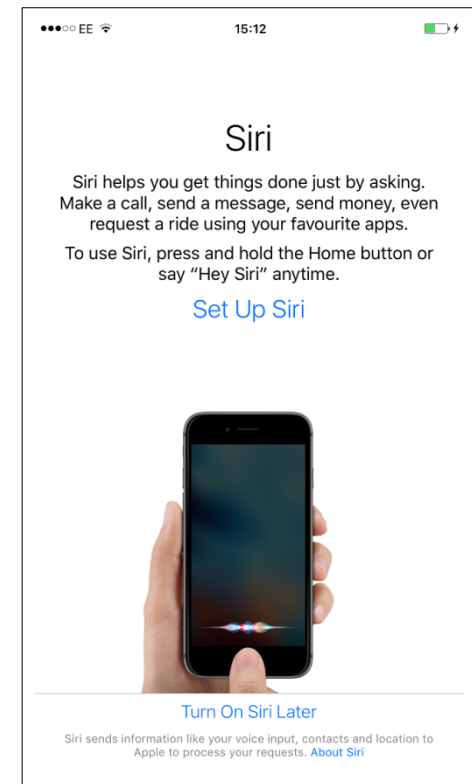 EE 15:12
Siri
Siri helps you get things done just by asking.
Make a call, send a message, send money, even
request a ride using your favourite apps.
To use Siri, press and hold the Home button or
say “Hey Siri” anytime.
Set Up Siri
Turn On Siri Later
Siri sends information like your voice input, contacts and location to
Apple to process your requests. About Siri